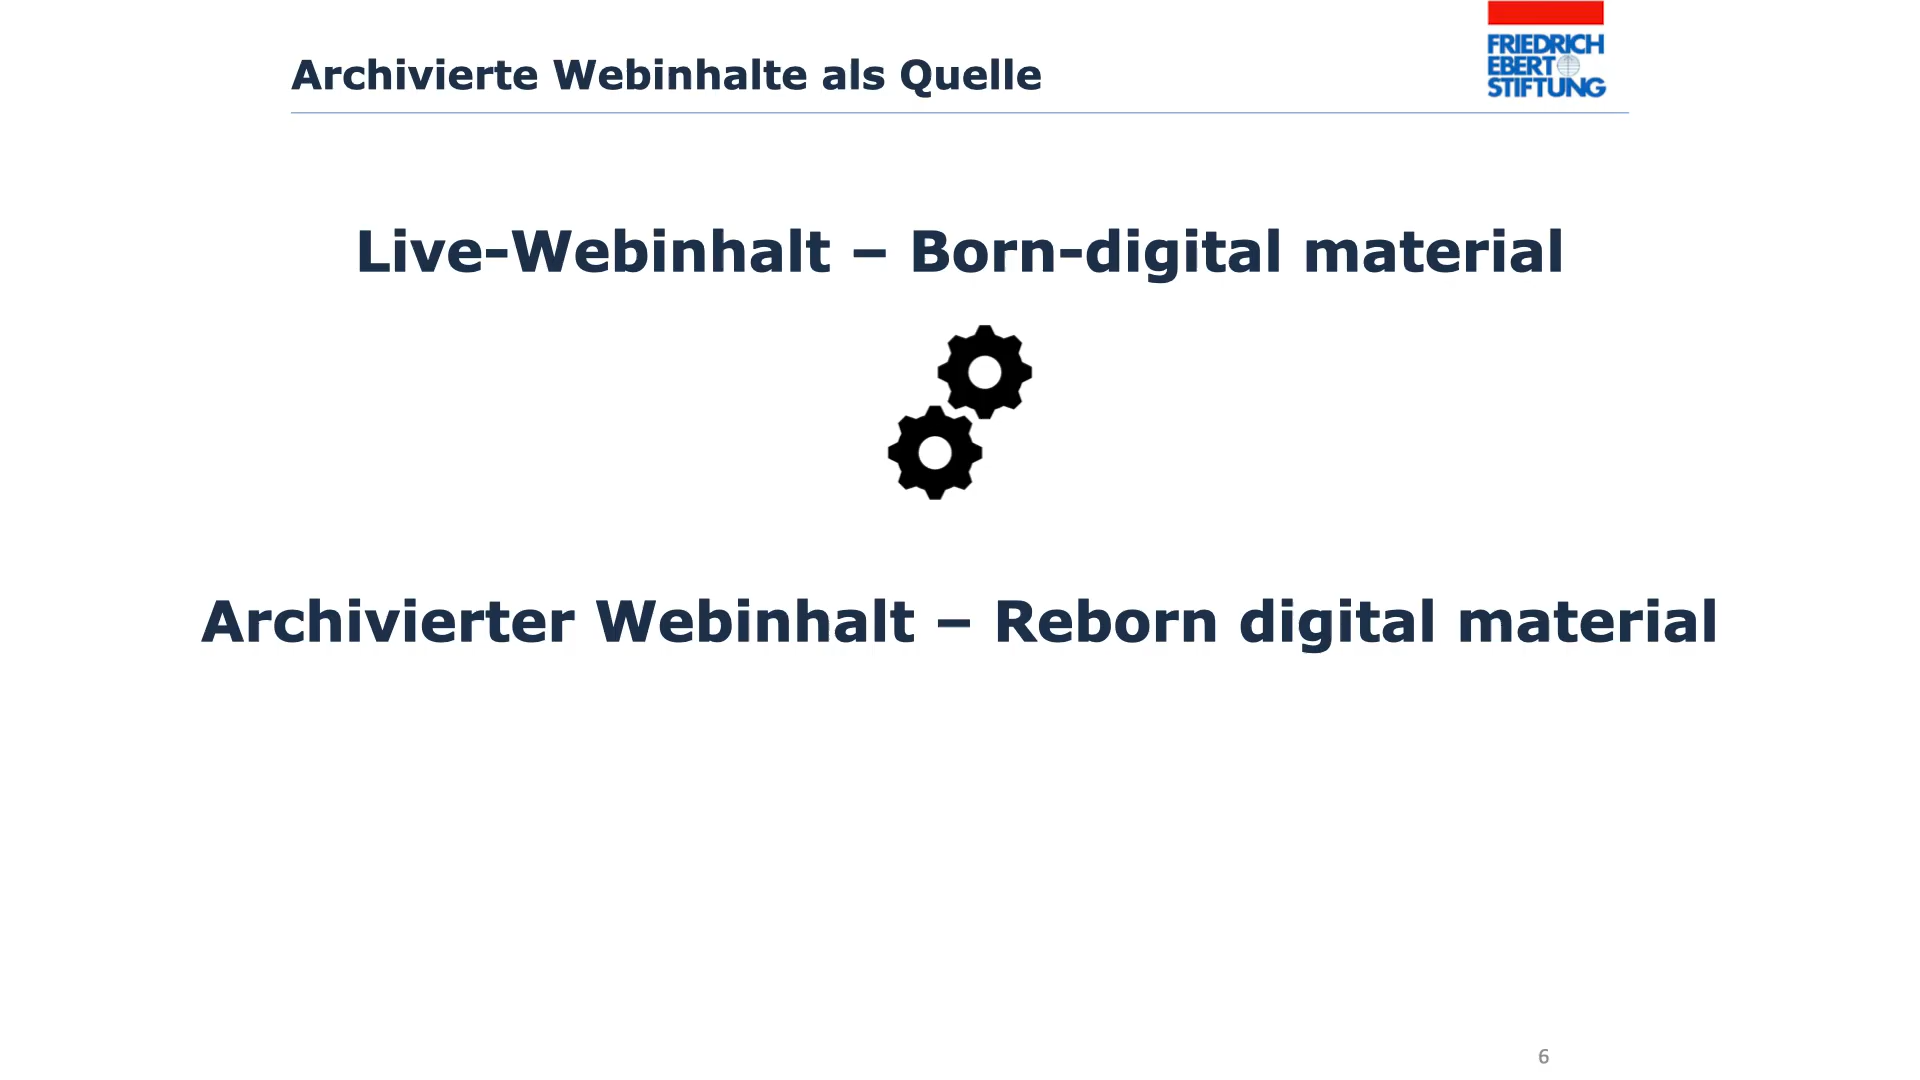 Archivierte Webinhalte als Quelle
FRIEDRICH
EBERT
STIFTUNG
Live-Webinhalt – Born-digital material
Archivierter Webinhalt – Reborn digital material
6